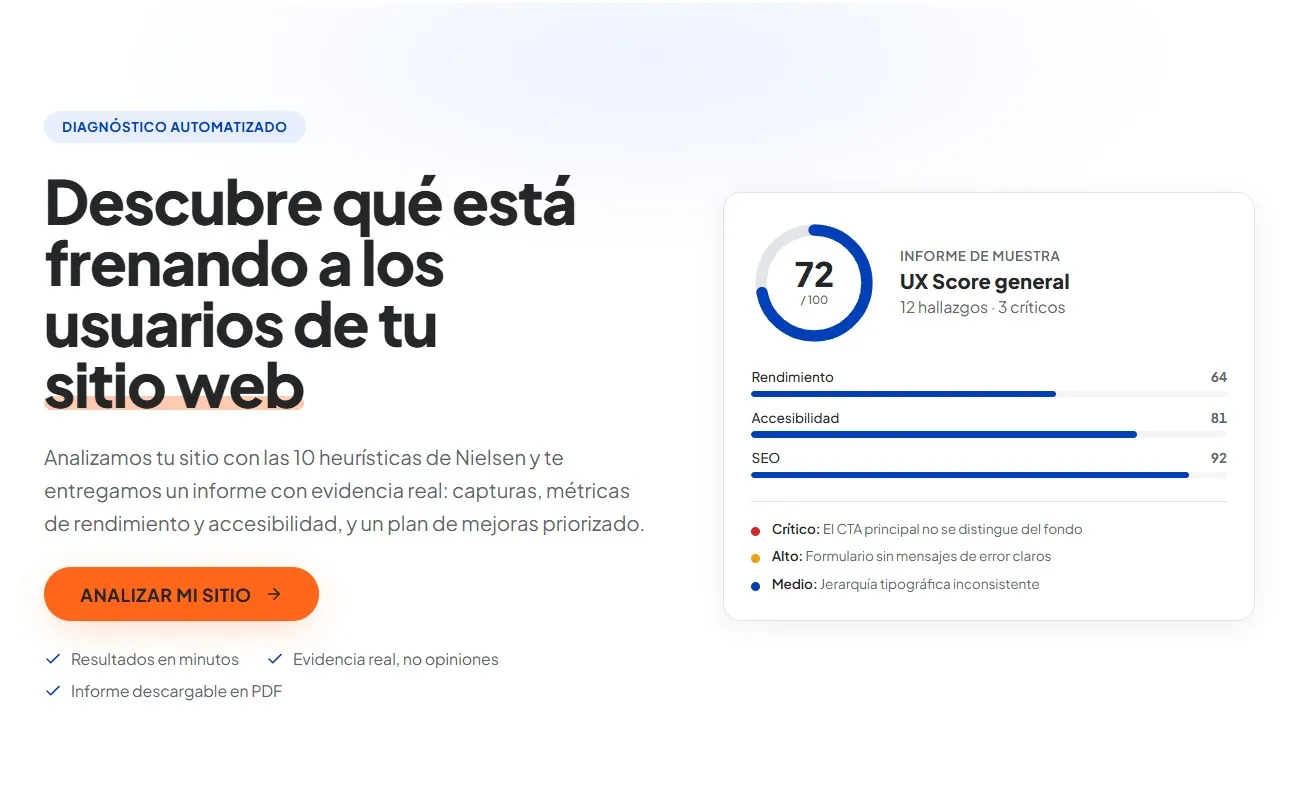 DIAGNÓSTICO AUTOMATIZADO
Descubre qué está
frenando a los
usuarios de tu
sitio web
Analizamos tu sitio con las 10 heurísticas de Nielsen y te
entregamos un informe con evidencia real: capturas, métricas
de rendimiento y accesibilidad, y un plan de mejoras priorizado.
ANALIZAR MI SITIO →
Resultados en minutos
Evidencia real, no opiniones
Informe descargable en PDF
72
/ 100
INFORME DE MUESTRA
UX Score general
12 hallazgos · 3 críticos
Rendimiento 64
Accesibilidad 81
SEO 92
Crítico: El CTA principal no se distingue del fondo
Alto: Formulario sin mensajes de error claros
Medio: Jerarquía tipográfica inconsistente